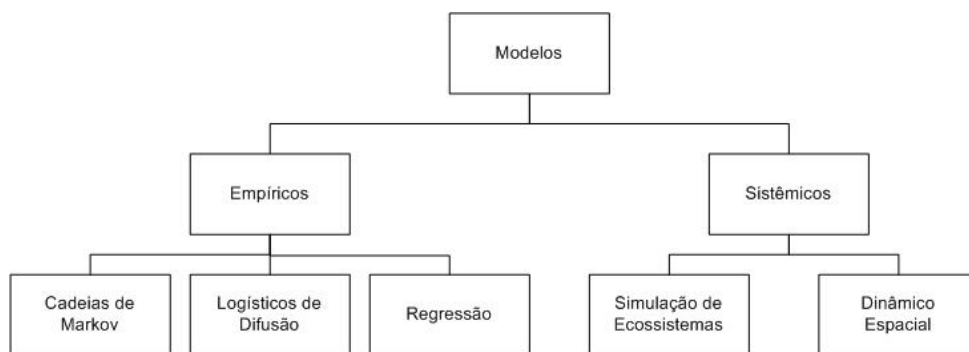 Modelos
Empíricos
Sistêmicos
Cadeias de
Markov
Logísticos de
Difusão
Regressão
Simulação de
Ecossistemas
Dinâmico
Espacial